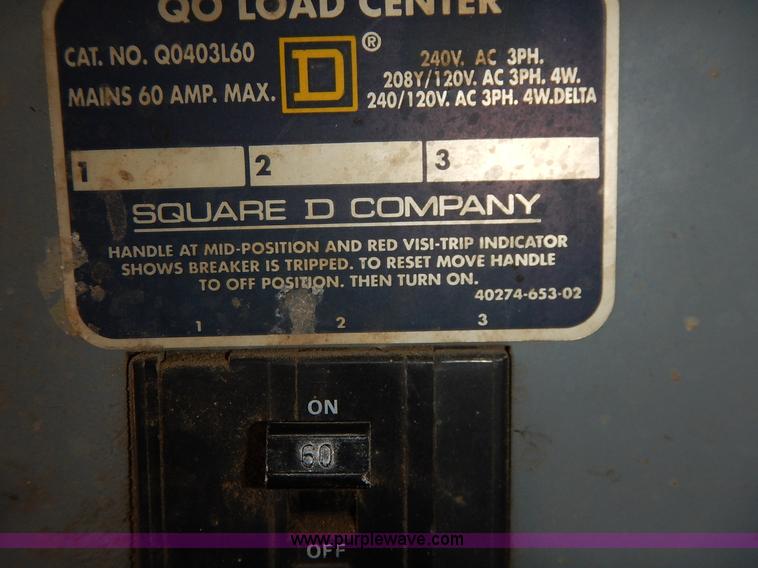 QO LOAD CENTER
CAT. NO. QO403L60
MAINS 60 AMP. MAX.
D ®
240V. AC 3PH.
208Y/120V. AC 3PH. 4W.
240/120V. AC 3PH. 4W.DELTA
1 2 3
SQUARE D COMPANY
HANDLE AT MID-POSITION AND RED VISI-TRIP INDICATOR
SHOWS BREAKER IS TRIPPED. TO RESET MOVE HANDLE
TO OFF POSITION. THEN TURN ON.
40274-653-02
1 2 3
ON
60
OFF
www.purplewave.com